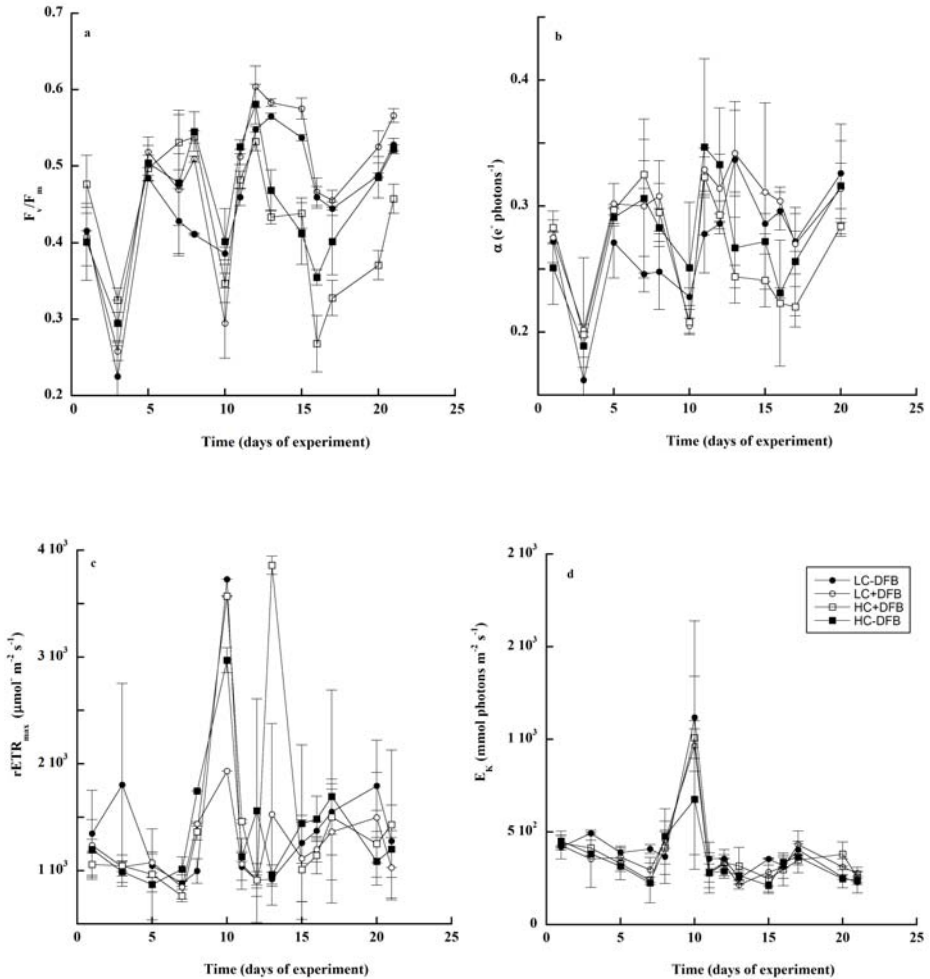 a
0.6
0.5
0.4
0.3
0.2
Fv/Fm
0 5 10 15 20 25
Time (days of experiment)
b
0.4
0.3
0.2
α (e- photons-1)
0 5 10 15 20 25
Time (days of experiment)
c
4 10³
3 10³
2 10³
1 10³
rETRmax (μmol- m-2 s-1)
0 5 10 15 20 25
Time (days of experiment)
d
2 10³
2 10³
1 10³
5 10²
0
EK (mmol photons m-2 s-1)
LC-DFB
LC+DFB
HC+DFB
HC-DFB
0 5 10 15 20 25
Time (days of experiment)